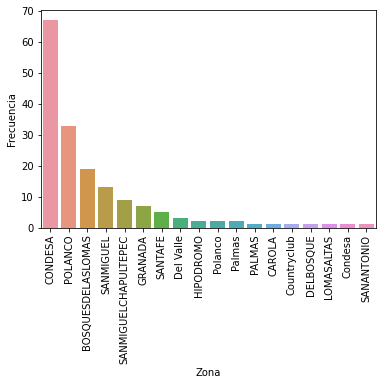 70
60
50
40
30
20
10
0
Frecuencia
CONDESA
POLANCO
BOSQUESDELASLOMAS
SANMIGUEL
SANMIGUELCHAPULTEPEC
GRANADA
SANTAFE
Del Valle
HIPODROMO
Polanco
Palmas
PALMAS
CAROLA
Countryclub
DELBOSQUE
LOMASALTAS
Condesa
SANANTONIO
Zona